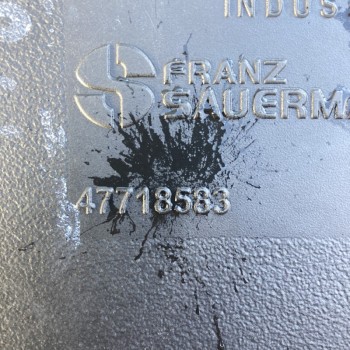 INDUS
FRANZ
SAUERMA
47718583